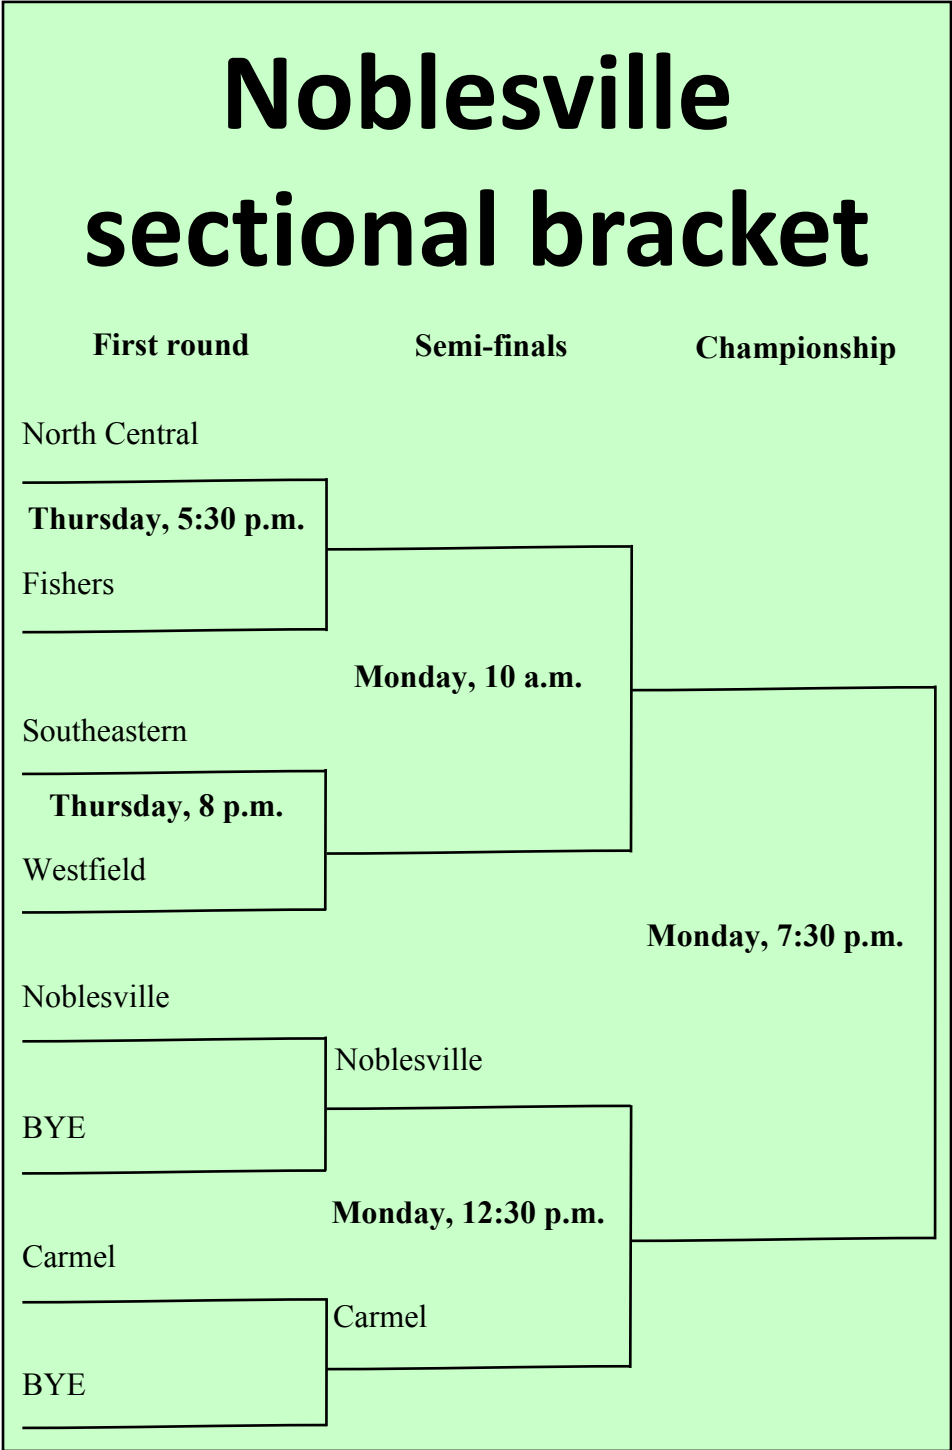 Noblesville
sectional bracket
First round
Semi-finals
Championship
North Central
Thursday, 5:30 p.m.
Fishers
Monday, 10 a.m.
Southeastern
Thursday, 8 p.m.
Westfield
Monday, 7:30 p.m.
Noblesville
Noblesville
BYE
Monday, 12:30 p.m.
Carmel
Carmel
BYE